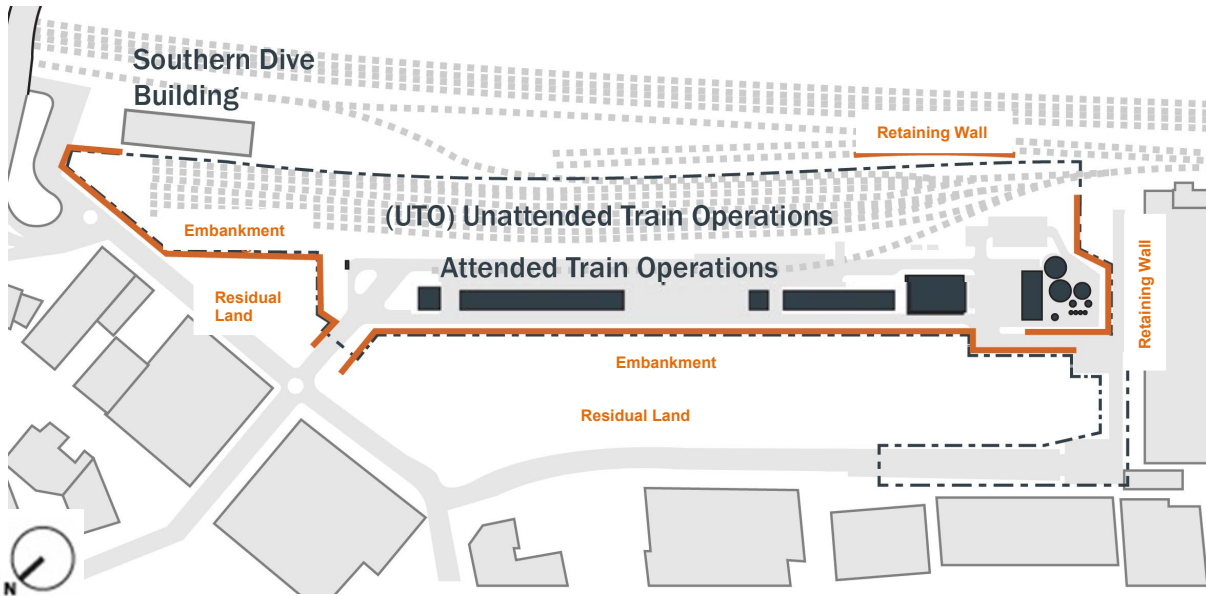 Southern Dive
Building
Retaining Wall
(UTO) Unattended Train Operations
Embankment
Attended Train Operations
Retaining Wall
Residual
Land
Embankment
Residual Land
N